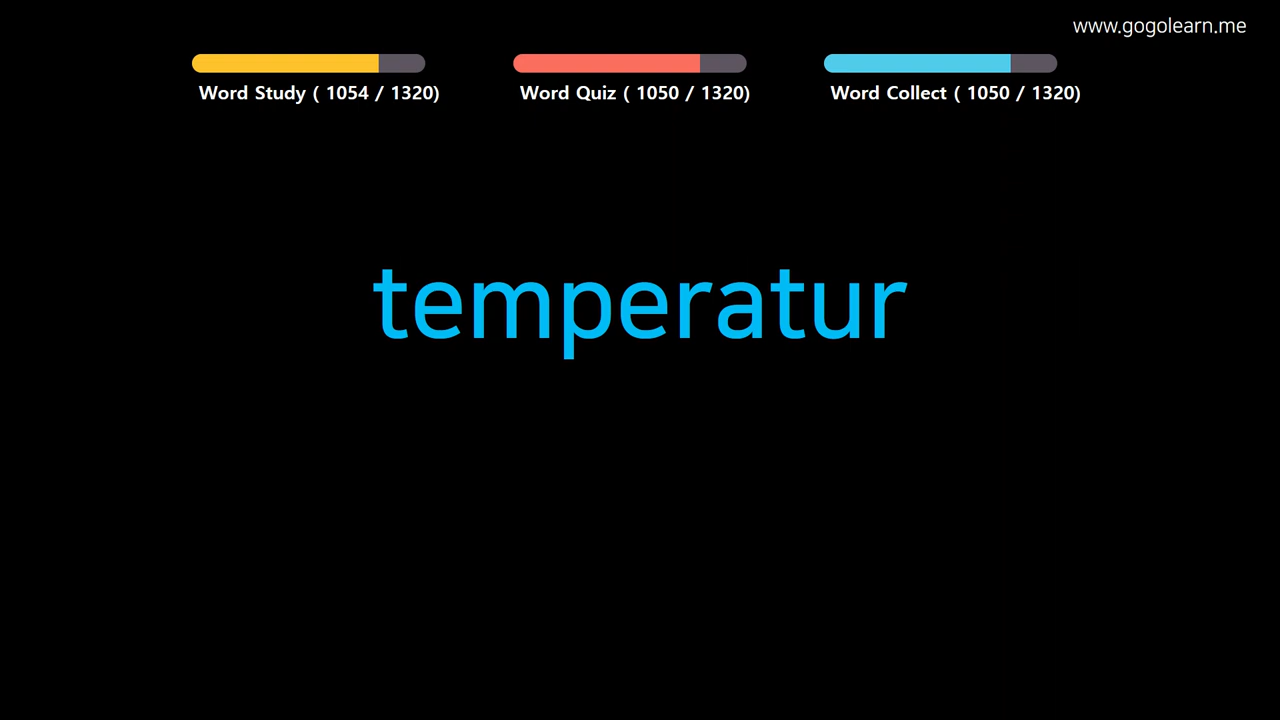 www.gogolearn.me
Word Study ( 1054 / 1320)
Word Quiz ( 1050 / 1320)
Word Collect ( 1050 / 1320)
temperatur